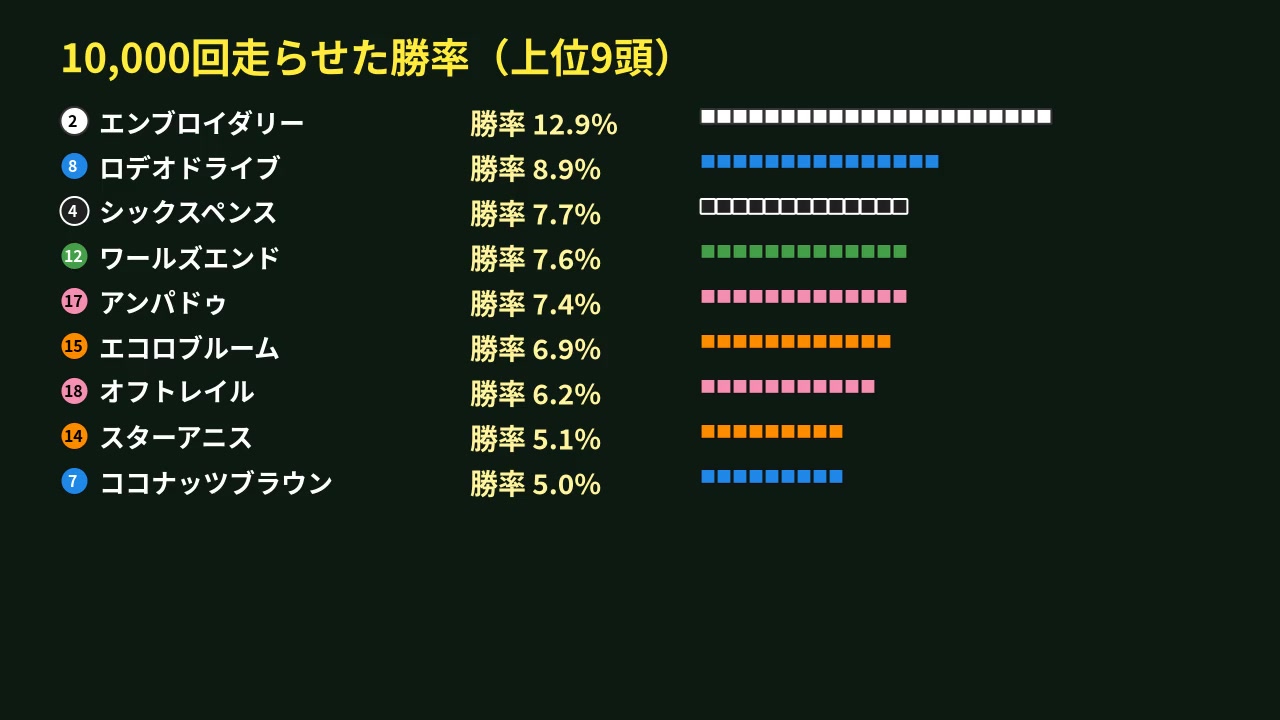 10,000回走らせた勝率（上位9頭）
2 エンブロイダリー 勝率 12.9%
8 ロデオドライブ 勝率 8.9%
4 シックスペンス 勝率 7.7%
12 ワールズエンド 勝率 7.6%
17 アンパドゥ 勝率 7.4%
15 エコロブルーム 勝率 6.9%
18 オフトレイル 勝率 6.2%
14 スターアニス 勝率 5.1%
7 ココナッツブラウン 勝率 5.0%